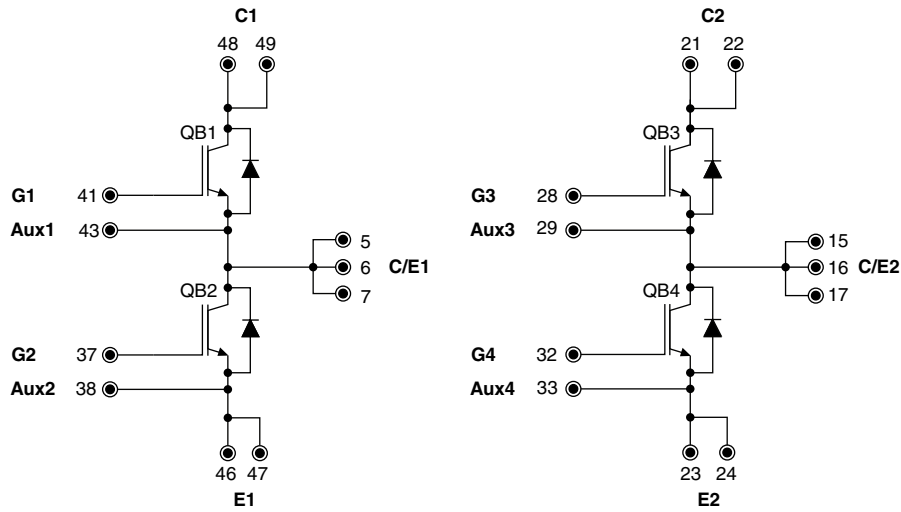 C1
48 49
QB1
G1 41
Aux1 43
5
6 C/E1
7
QB2
G2 37
Aux2 38
46 47
E1
C2
21 22
QB3
G3 28
Aux3 29
15
16 C/E2
17
QB4
G4 32
Aux4 33
23 24
E2